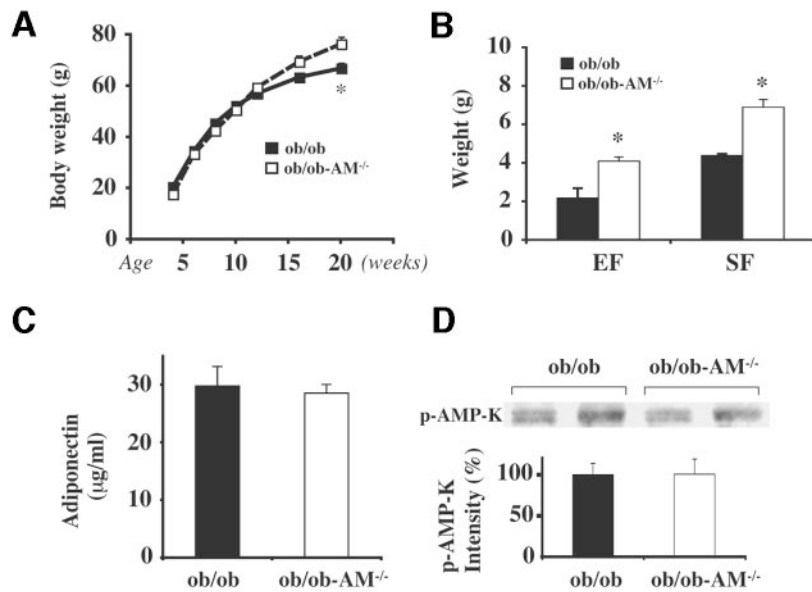 A
Body weight (g)
80
60
40
20
0
ob/ob
ob/ob-AM⁻/⁻
*
Age 5 10 15 20 (weeks)
B
Weight (g)
10
8
6
4
2
0
ob/ob
ob/ob-AM⁻/⁻
*
*
EF SF
C
Adiponectin
(µg/ml)
30
20
10
0
ob/ob ob/ob-AM⁻/⁻
D
ob/ob ob/ob-AM⁻/⁻
p-AMP-K
p-AMP-K
Intensity (%)
100
50
0
ob/ob ob/ob-AM⁻/⁻